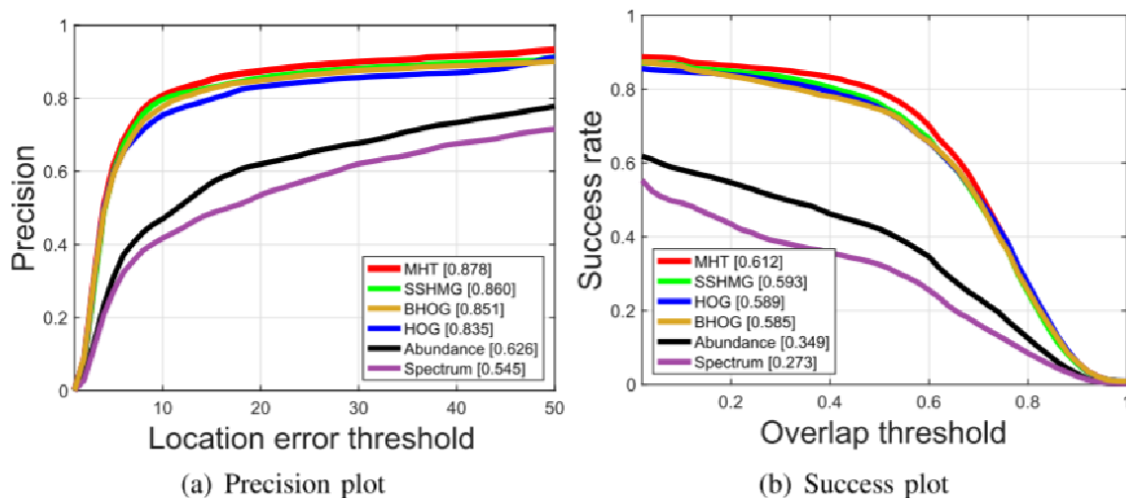 1
0.8
0.6
0.4
0.2
0
10 20 30 40 50
Precision
Location error threshold
MHT [0.878]
SSHMG [0.860]
BHOG [0.851]
HOG [0.835]
Abundance [0.626]
Spectrum [0.545]
(a) Precision plot
1
0.8
0.6
0.4
0.2
0
0.2 0.4 0.6 0.8 1
Success rate
Overlap threshold
MHT [0.612]
SSHMG [0.593]
HOG [0.589]
BHOG [0.585]
Abundance [0.349]
Spectrum [0.273]
(b) Success plot